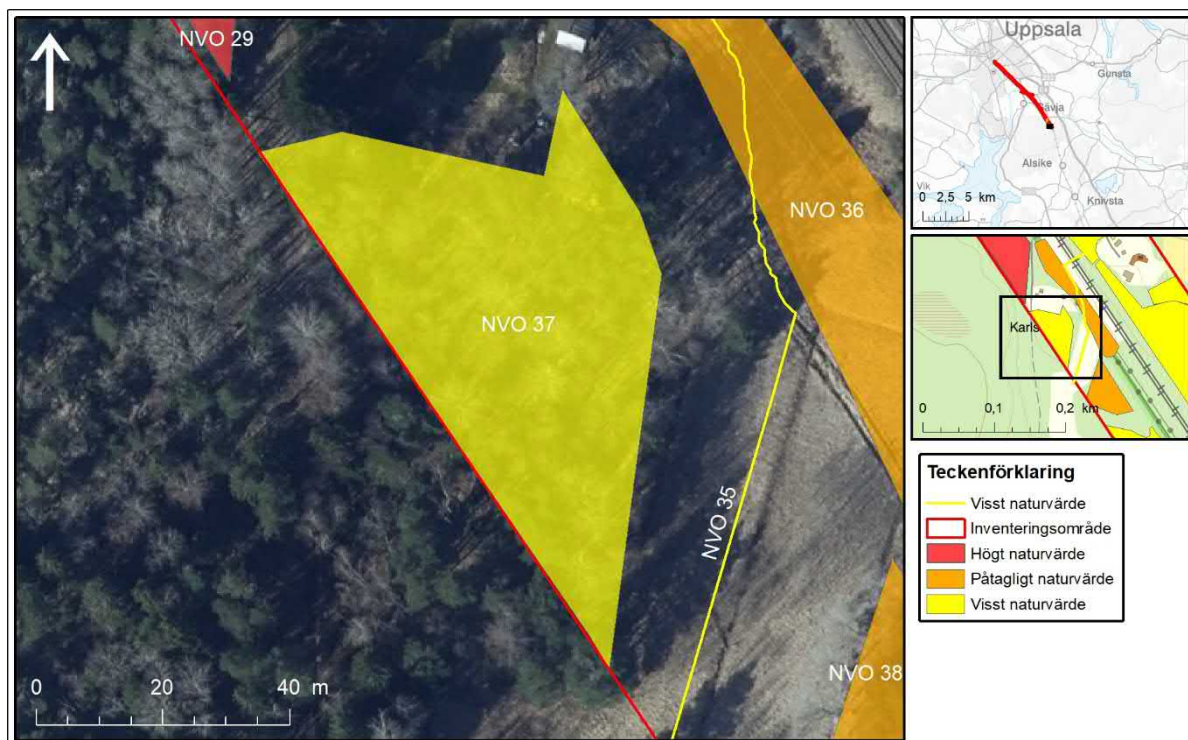 NVO 29
NVO 36
NVO 37
NVO 35
NVO 38
0 20 40 m
Uppsala
Gunsta
Sävja
Alsike
Vik
Knivsta
0 2,5 5 km
Karls
0 0,1 0,2 km
Teckenförklaring
Visst naturvärde
Inventeringsområde
Högt naturvärde
Påtagligt naturvärde
Visst naturvärde